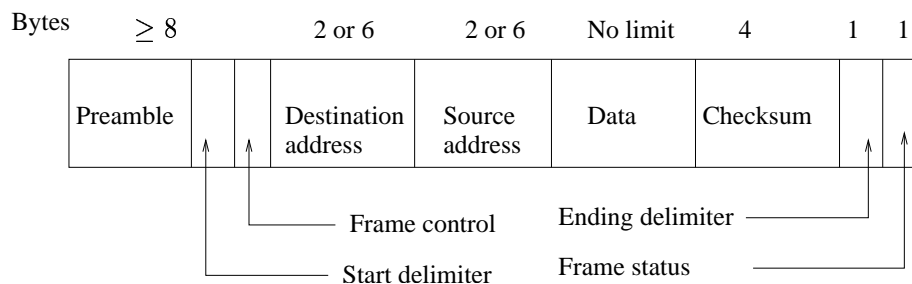 Bytes ≥ 8 2 or 6 2 or 6 No limit 4 1 1
Preamble Destination address Source address Data Checksum
Frame control Ending delimiter
Start delimiter Frame status